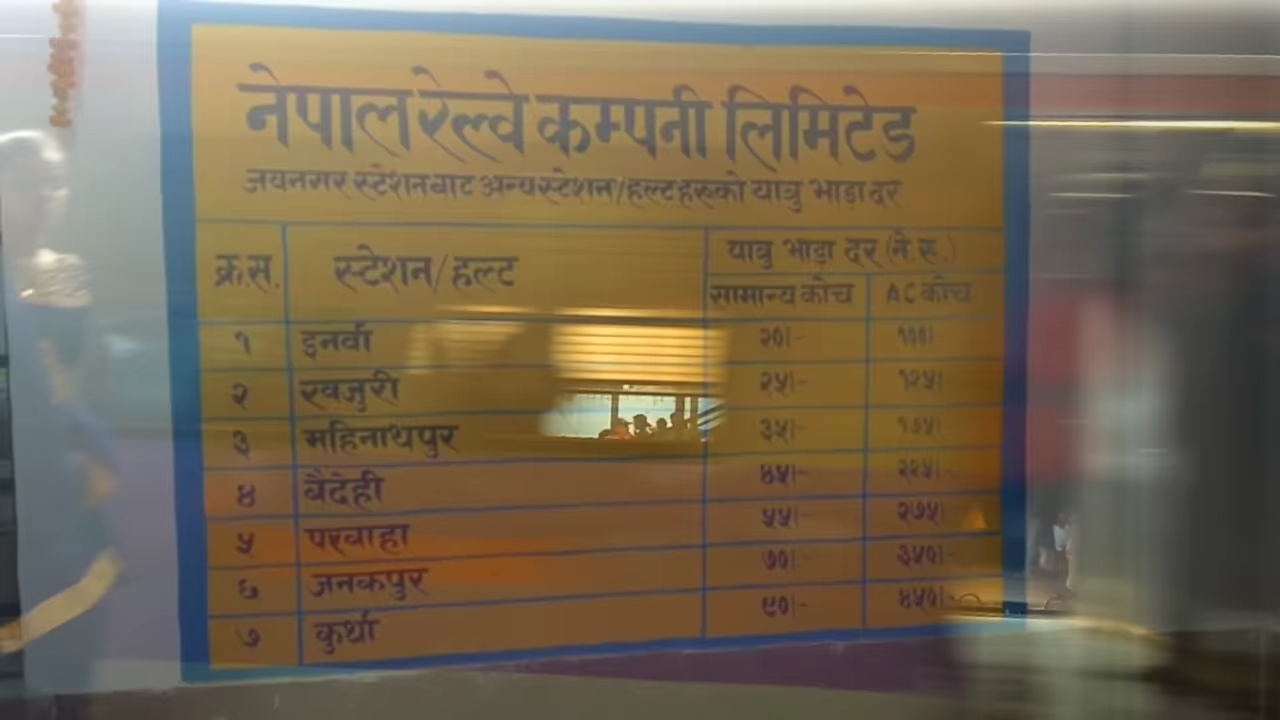 नेपाल रेल्वे कम्पनी लिमिटेड
जयनगर स्टेशनबाट अन्य स्टेशन/हल्टहरुको यात्रु भाडा दर
क्र.स. स्टेशन/हल्ट यात्रु भाडा दर (ने.रु.)
सामान्य कोच AC कोच
१ इनर्वा २०।- १००।
२ खजुरी २५।- १२५।
३ महिनाथपुर ३५।- १७५।
४ बैदेही ४५।- २२५।-
५ परवाहा ५५।- २७५।
६ जनकपुर ७०।- ३५०।-
७ कुर्था ९०।- ४५०।-